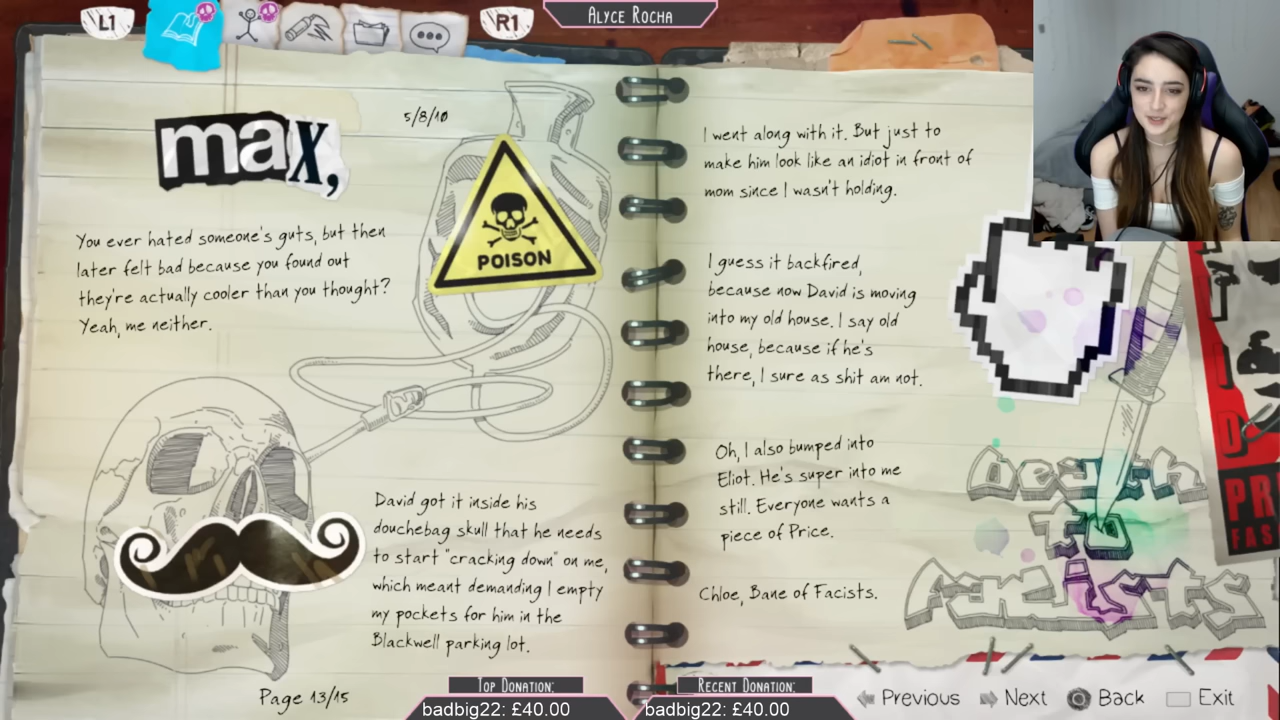 L1
R1
Alyce Rocha
max,
5/8/10
POISON
You ever hated someone's guts, but then
later felt bad because you found out
they're actually cooler than you thought?
Yeah, me neither.
David got it inside his
douchebag skull that he needs
to start "cracking down" on me,
which meant demanding I empty
my pockets for him in the
Blackwell parking lot.
Page 13/15
I went along with it. But just to
make him look like an idiot in front of
mom since I wasn't holding.
I guess it backfired,
because now David is moving
into my old house. I say old
house, because if he's
there, I sure as shit am not.
Oh, I also bumped into
Eliot. He's super into me
still. Everyone wants a
piece of Price.
Chloe, Bane of Facists.
Death
To
Fascists
PR
FAS
Previous
Next
Back
Exit
Top Donation:
badbig22: £40.00
Recent Donation:
badbig22: £40.00